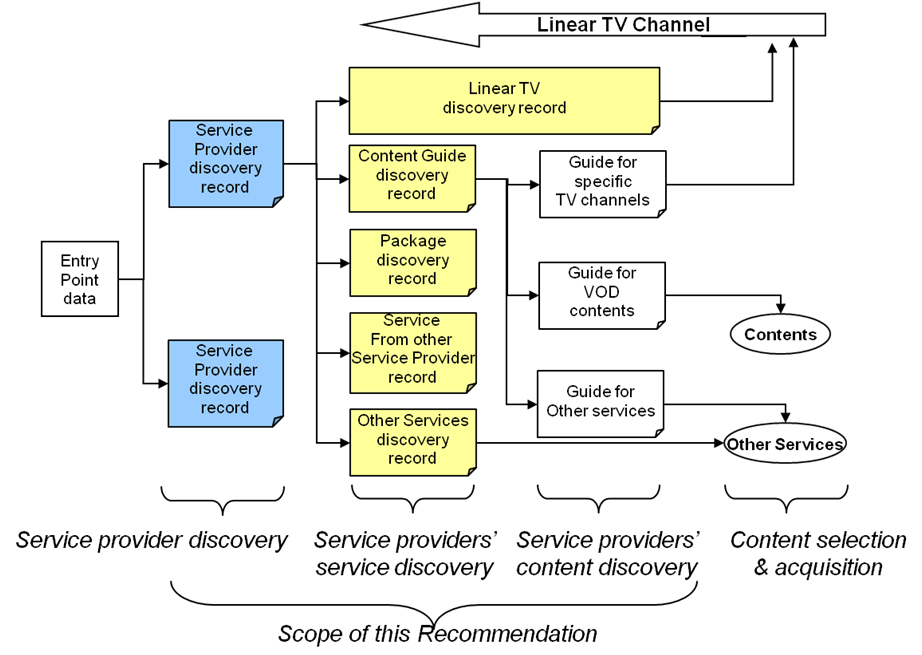 Linear TV Channel
Linear TV
discovery record
Service
Provider
discovery
record
Content Guide
discovery
record
Guide for
specific
TV channels
Package
discovery
record
Entry
Point
data
Guide for
VOD
contents
Contents
Service
From other
Service Provider
record
Service
Provider
discovery
record
Guide for
Other services
Other Services
discovery
record
Other Services
Service provider discovery
Service providers'
service discovery
Service providers'
content discovery
Content selection
& acquisition
Scope of this Recommendation